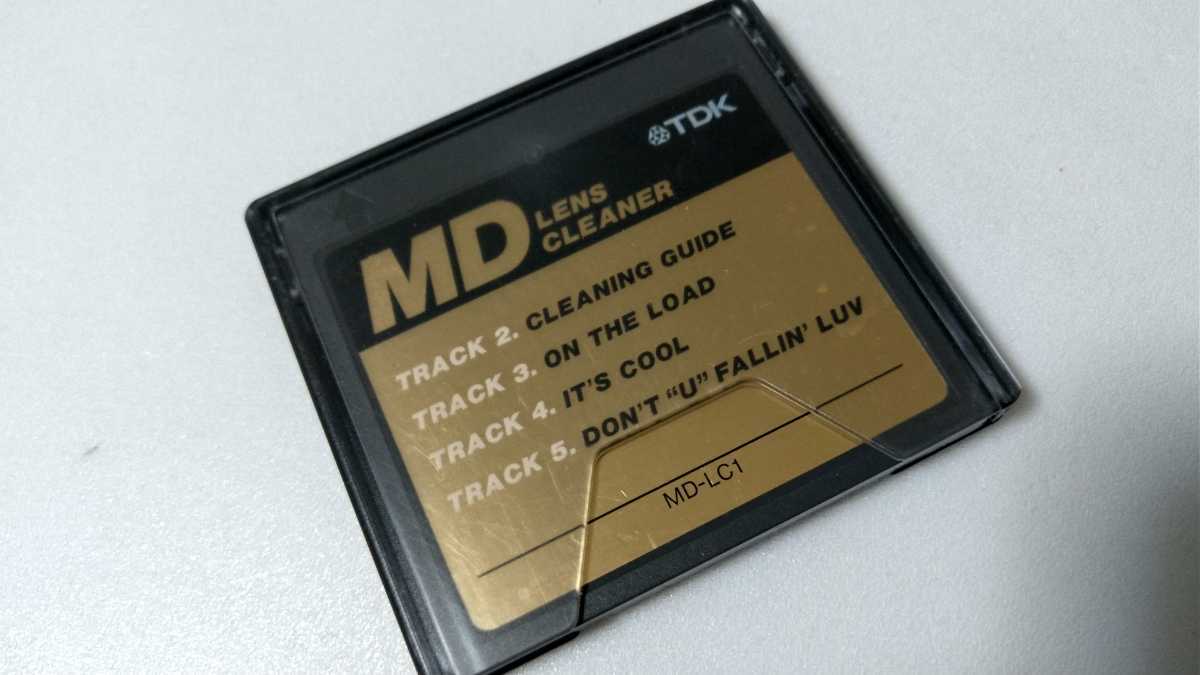 TDK
MD LENS CLEANER
TRACK 2. CLEANING GUIDE
TRACK 3. ON THE LOAD
TRACK 4. IT'S COOL
TRACK 5. DON'T “U” FALLIN' LUV
MD-LC1